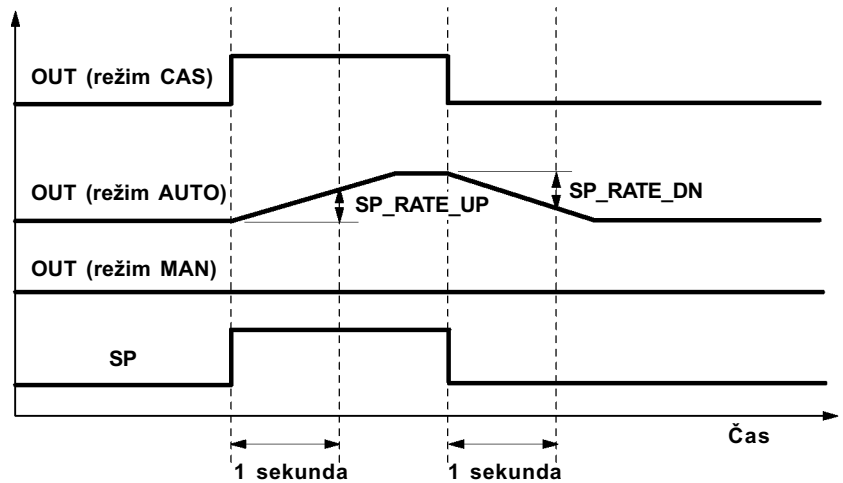 OUT (režim CAS)
OUT (režim AUTO)
SP_RATE_UP
SP_RATE_DN
OUT (režim MAN)
SP
Čas
1 sekunda
1 sekunda